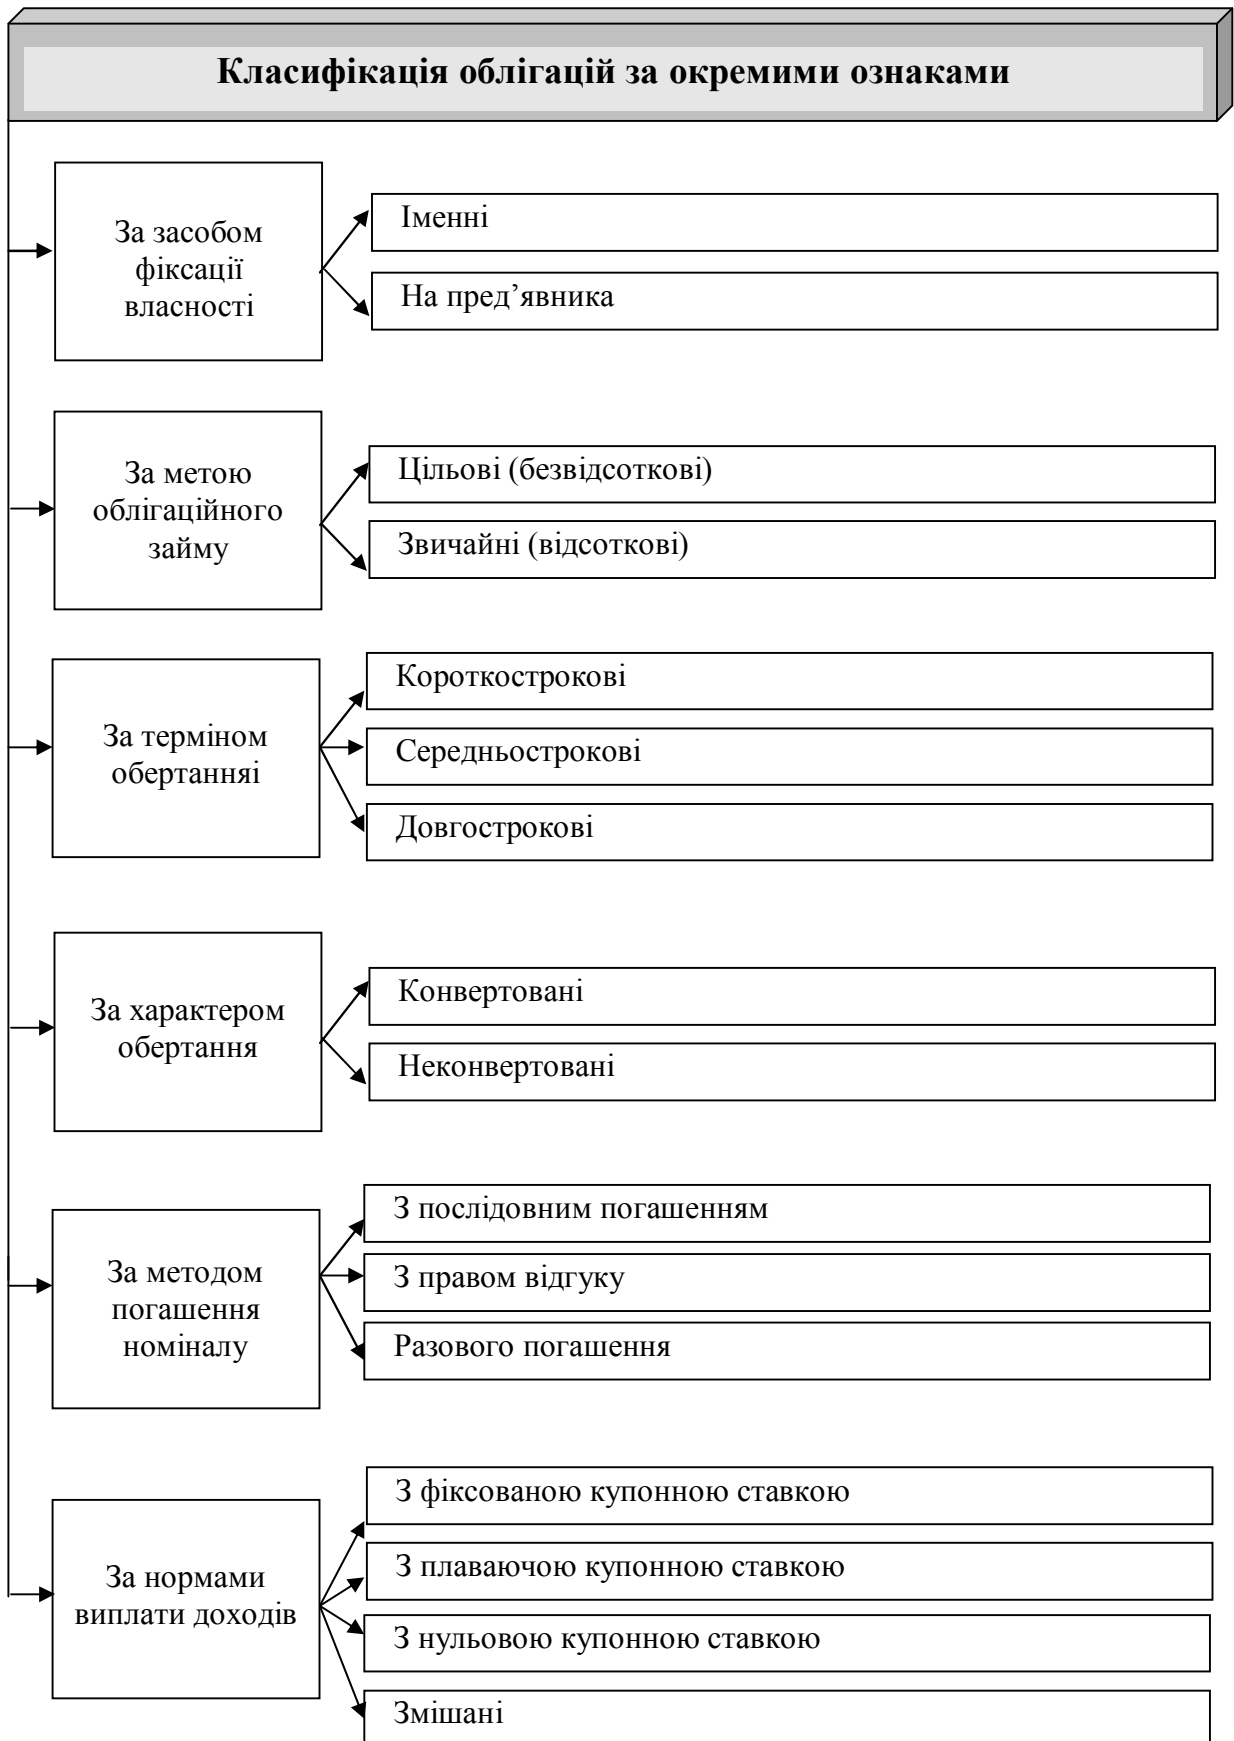 Класифікація облігацій за окремими ознаками
За засобом
фіксації
власності
Іменні
На пред’явника
За метою
облігаційного
займу
Цільові (безвідсоткові)
Звичайні (відсоткові)
За терміном
обертанняі
Короткострокові
Середньострокові
Довгострокові
За характером
обертання
Конвертовані
Неконвертовані
За методом
погашення
номіналу
З послідовним погашенням
З правом відгуку
Разового погашення
За нормами
виплати доходів
З фіксованою купонною ставкою
З плаваючою купонною ставкою
З нульовою купонною ставкою
Змішані